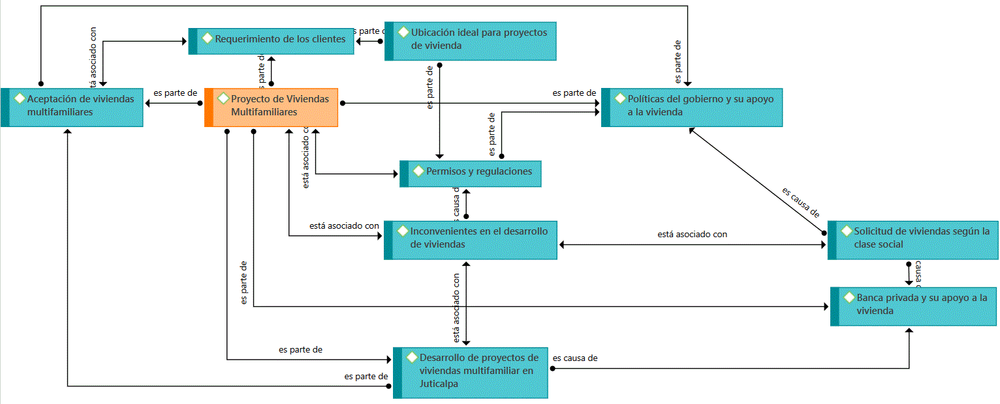 Requerimiento de los clientes
es parte
Ubicación ideal para proyectos
de vivienda
está asociado con
es parte de
es parte de
es parte de
Aceptación de viviendas
multifamiliares
es parte de
Proyecto de Viviendas
Multifamiliares
es parte de
Políticas del gobierno y su apoyo
a la vivienda
es parte de
está asociado con
Permisos y regulaciones
es causa de
es causa de
está asociado con
Inconvenientes en el desarrollo
de viviendas
está asociado con
Solicitud de viviendas según la
clase social
es parte de
causa
está asociado con
Banca privada y su apoyo a la
vivienda
es parte de
Desarrollo de proyectos de
viviendas multifamiliar en
Juticalpa
es causa de
es parte de